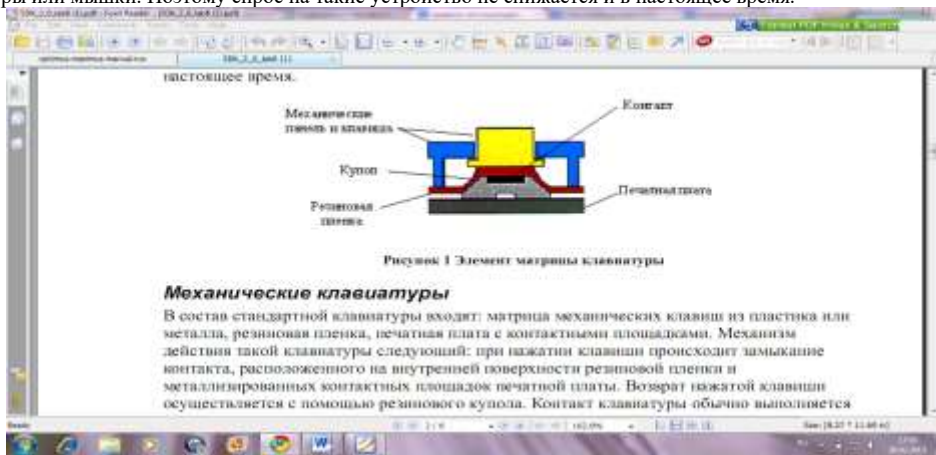 ры или мышки. Поэтому спрос на такие устройство не снижается и в настоящее время.
настоящее время.
Механические
панель и клавиша
Контакт
Купол
Печатная плата
Резиновая
пленка
Рисунок 1 Элемент матрицы клавиатуры
Механические клавиатуры
В состав стандартной клавиатуры входят: матрица механических клавиш из пластика или
металла, резиновая пленка, печатная плата с контактными площадками. Механизм
действия такой клавиатуры следующий: при нажатии клавиши происходит замыкание
контакта, расположенного на внутренней поверхности резиновой пленки и
металлизированных контактных площадок печатной платы. Возврат нажатой клавиши
осуществляется с помощью резинового купола. Контакт клавиатуры обычно выполняется